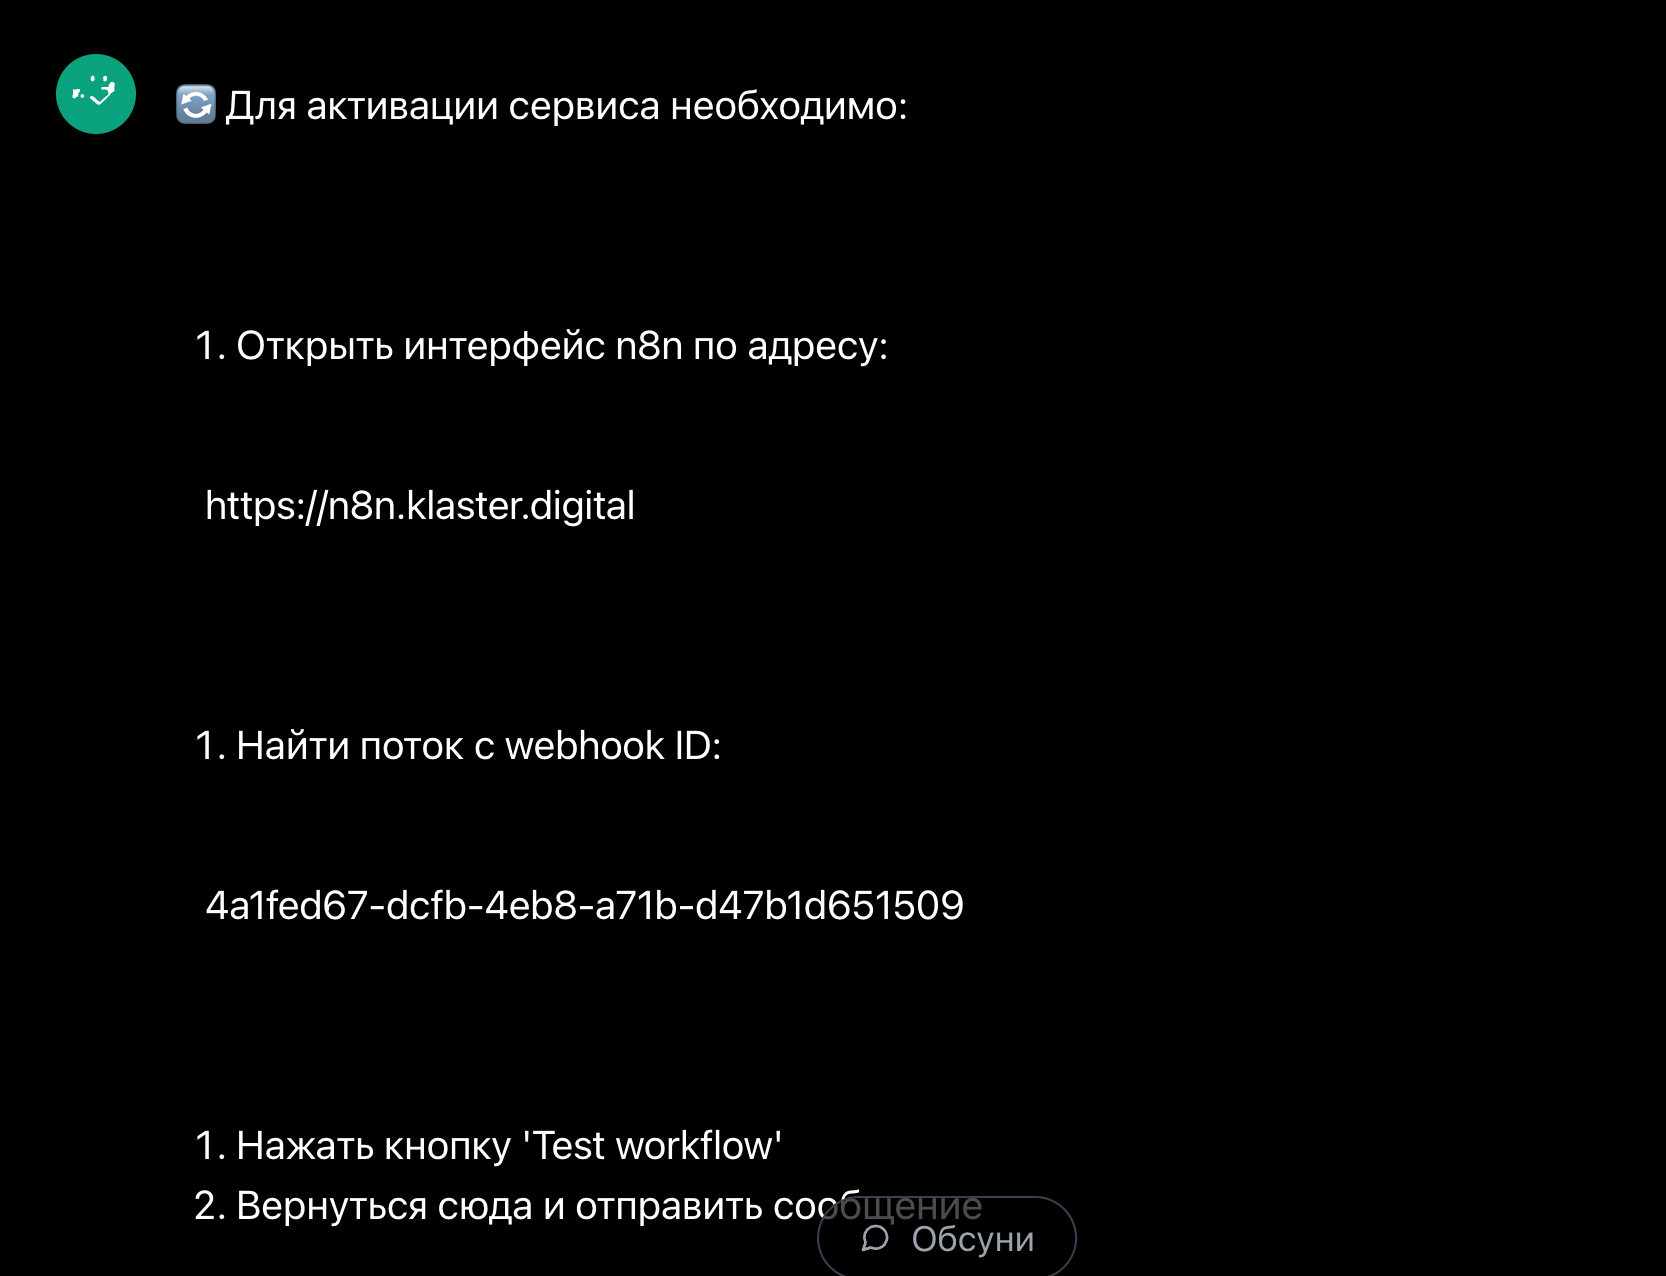 🔄 Для активации сервиса необходимо:
1. Открыть интерфейс n8n по адресу:
https://n8n.klaster.digital
1. Найти поток с webhook ID:
4a1fed67-dcfb-4eb8-a71b-d47b1d651509
1. Нажать кнопку 'Test workflow'
2. Вернуться сюда и отправить сообщение
Обсуни